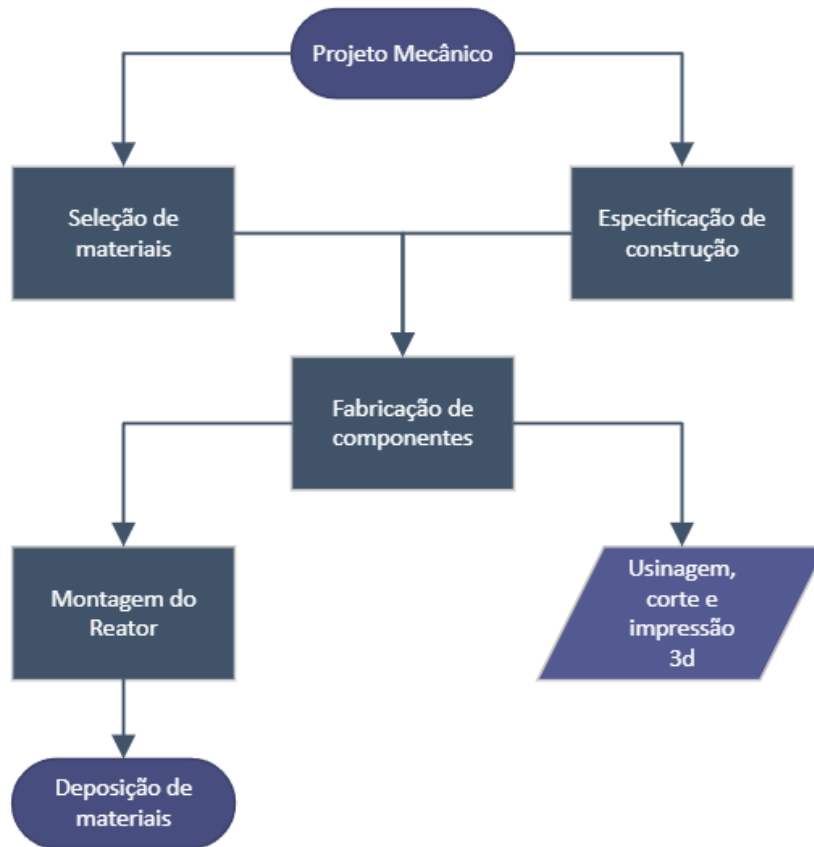 Projeto Mecânico
Seleção de
materiais
Especificação de
construção
Fabricação de
componentes
Montagem do
Reator
Usinagem,
corte e
impressão
3d
Deposição de
materiais